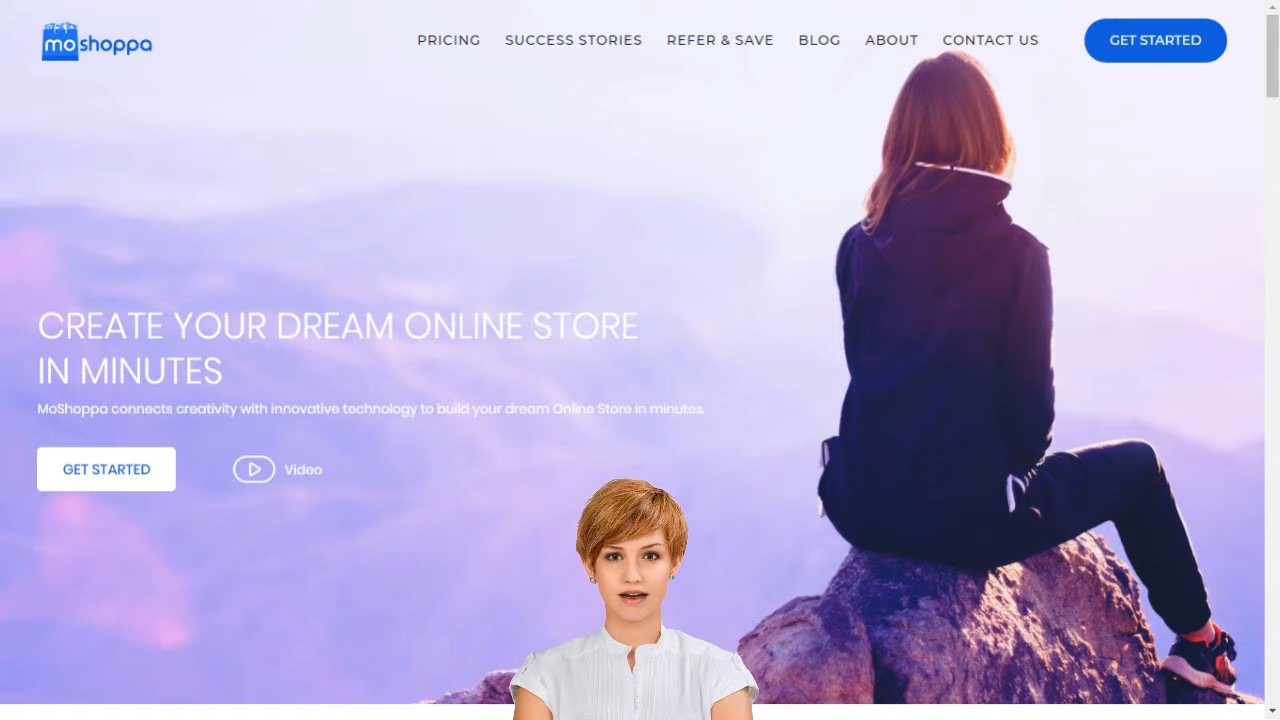 moshoppa
PRICING SUCCESS STORIES REFER & SAVE BLOG ABOUT CONTACT US GET STARTED
CREATE YOUR DREAM ONLINE STORE
IN MINUTES
MoShoppa connects creativity with innovative technology to build your dream Online Store in minutes.
GET STARTED Video